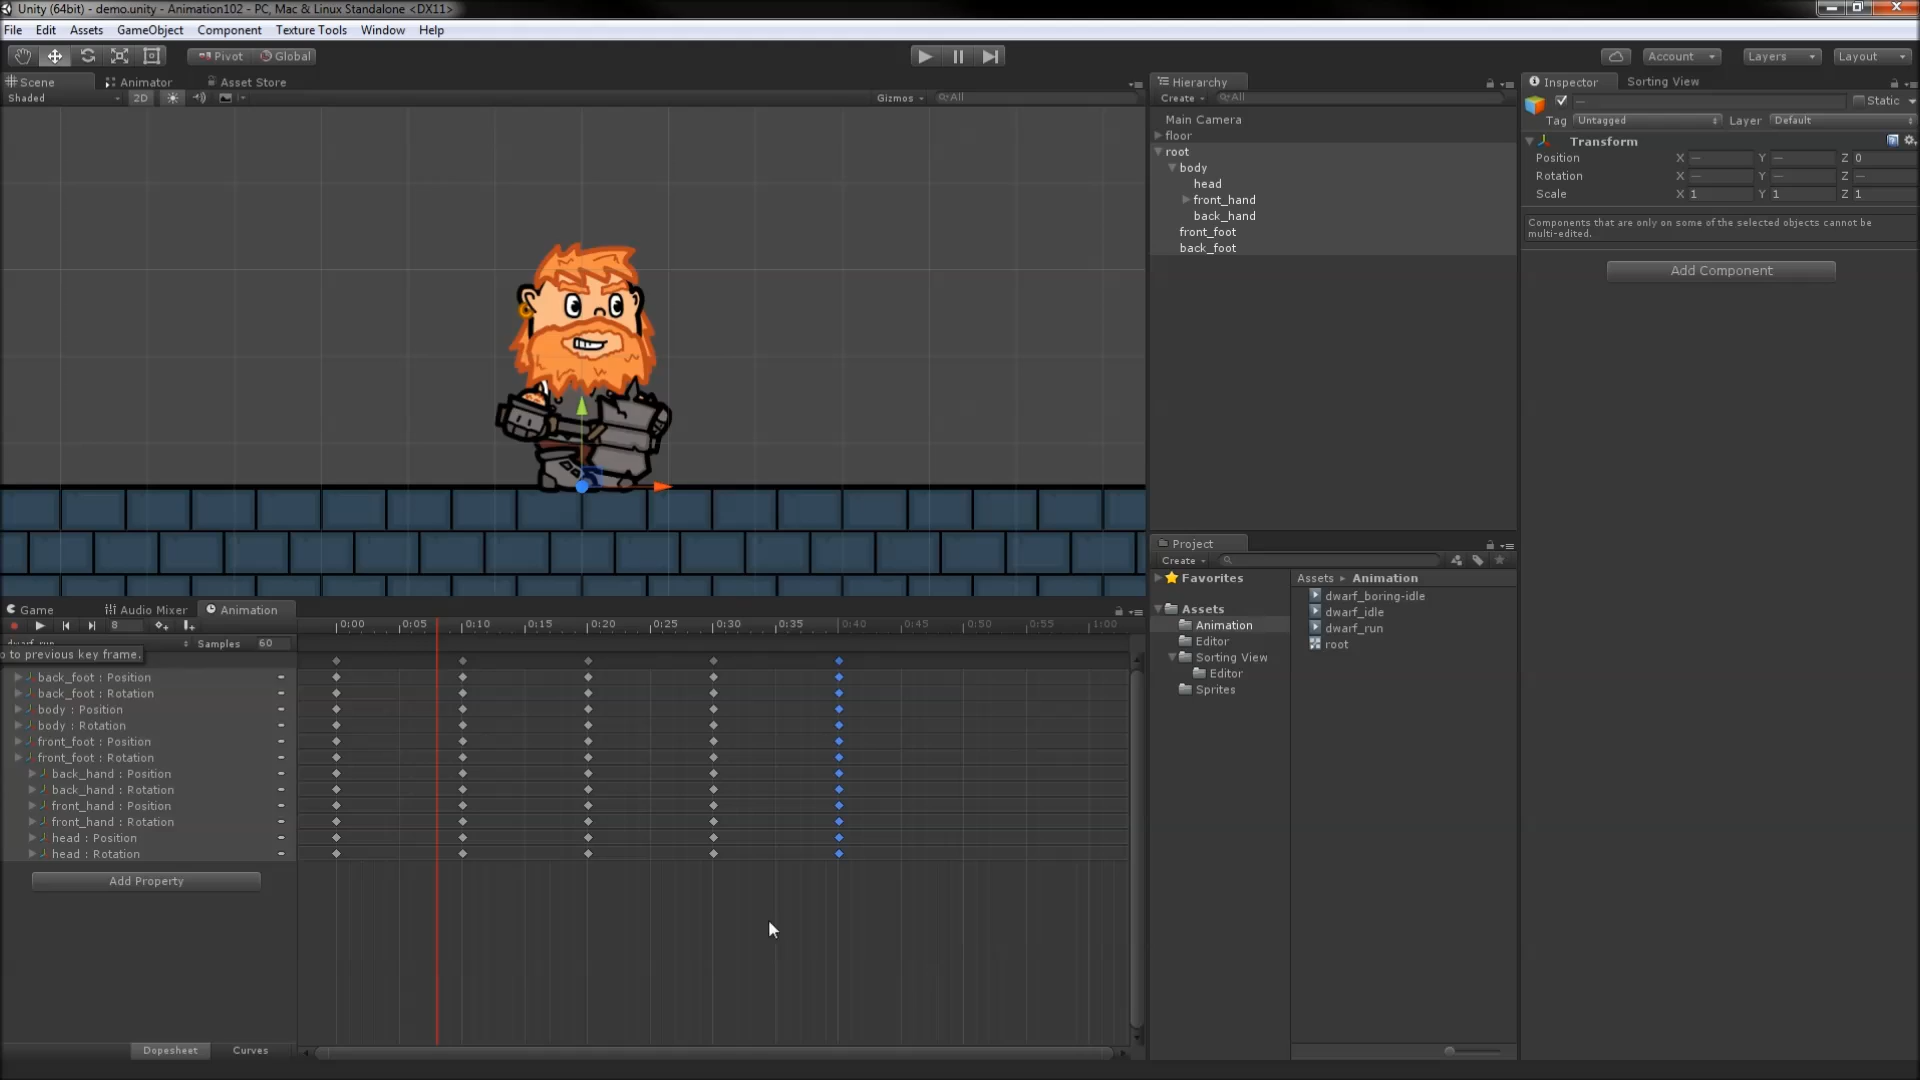 Unity (64bit) - demo.unity - Animation102 - PC, Mac & Linux Standalone <DX11>
File Edit Assets GameObject Component Texture Tools Window Help
Pivot Global
Account Layers Layout
Scene Animator Asset Store
Shaded 2D Gizmos All
Hierarchy
Create All
Main Camera
floor
root
body
head
front_hand
back_hand
front_foot
back_foot
Inspector Sorting View
Static
Tag Untagged Layer Default
Transform
Position X — Y — Z 0
Rotation X — Y — Z —
Scale X 1 Y 1 Z 1
Components that are only on some of the selected objects cannot be
multi-edited.
Add Component
Project
Create
Favorites
Assets
Animation
Editor
Sorting View
Editor
Sprites
Assets Animation
dwarf_boring-idle
dwarf_idle
dwarf_run
root
Game Audio Mixer Animation
8
0:00 0:05 0:10 0:15 0:20 0:25 0:30 0:35 0:40 0:45 0:50 0:55 1:00
Samples 60
to previous key frame.
back_foot : Position
back_foot : Rotation
body : Position
body : Rotation
front_foot : Position
front_foot : Rotation
back_hand : Position
back_hand : Rotation
front_hand : Position
front_hand : Rotation
head : Position
head : Rotation
Add Property
Dopesheet Curves